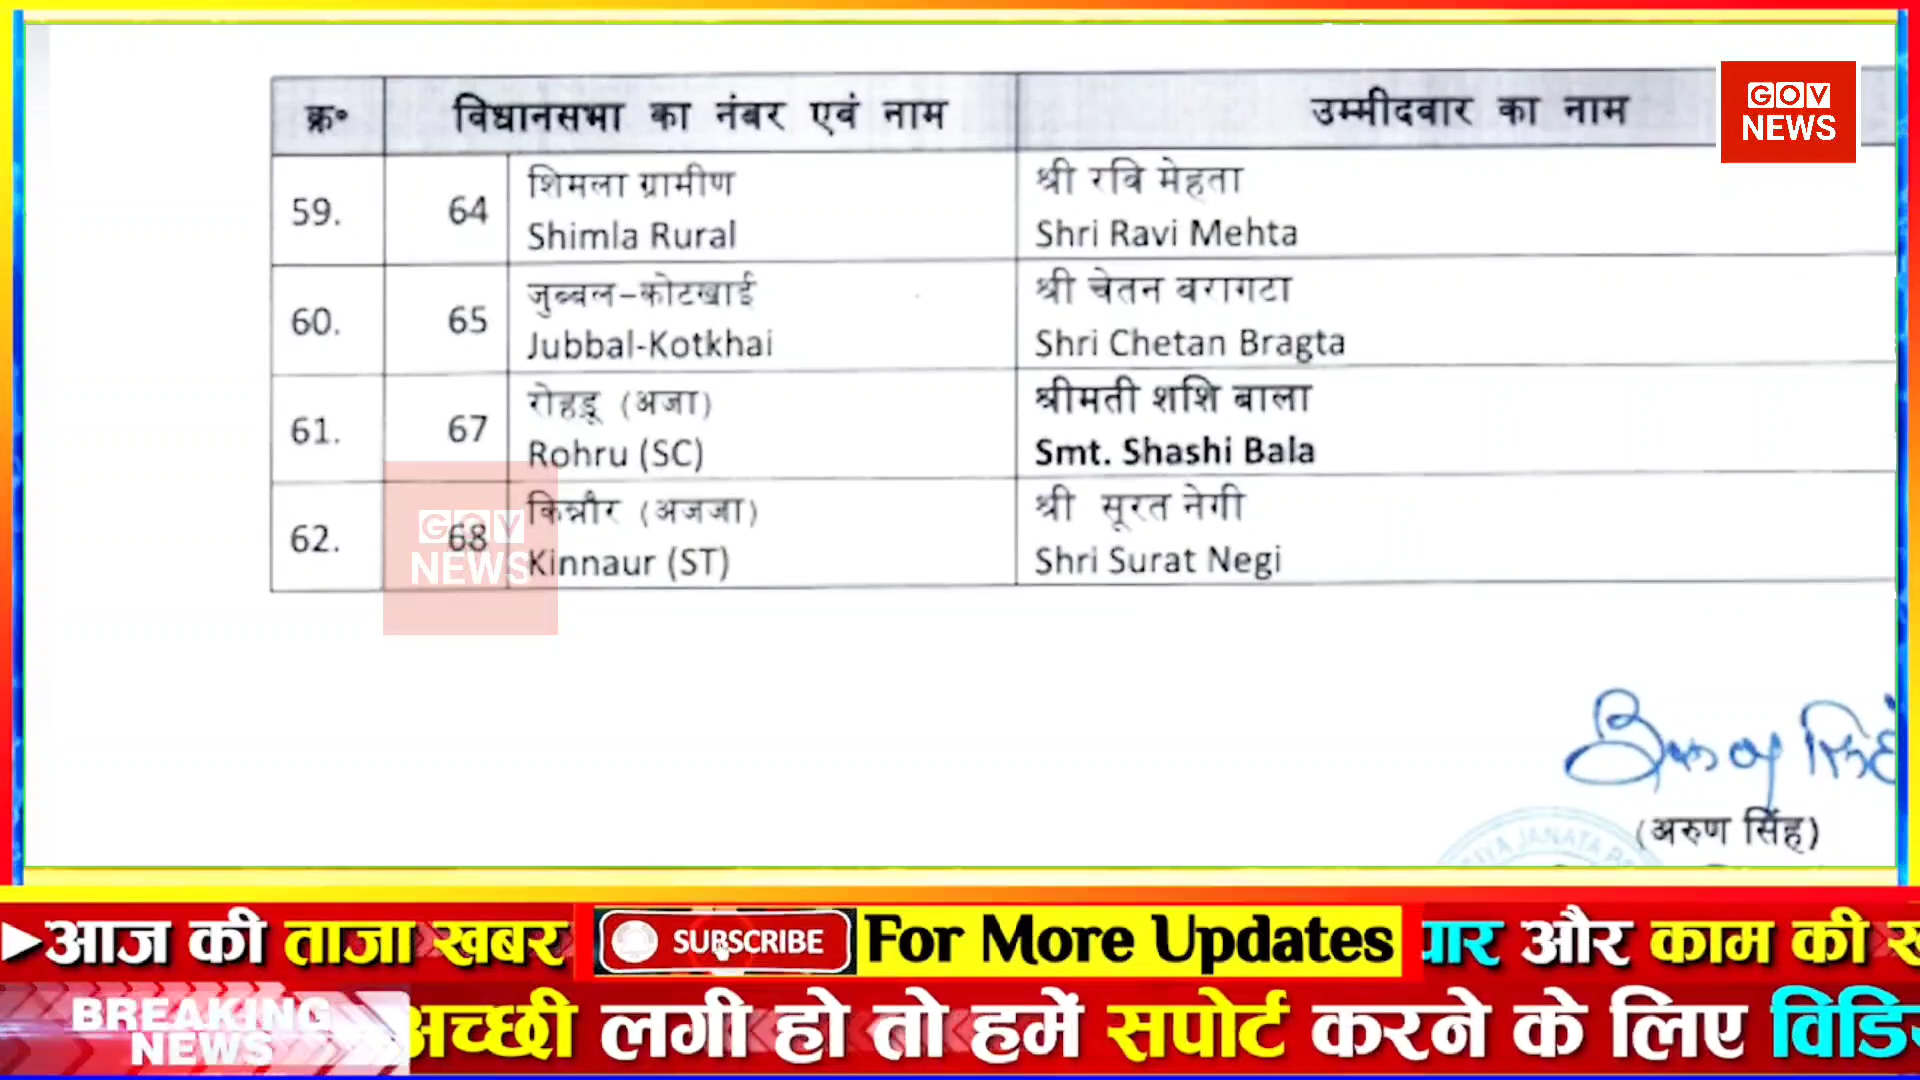 GOV
NEWS
क्र० विधानसभा का नंबर एवं नाम उम्मीदवार का नाम
59. 64 शिमला ग्रामीण श्री रवि मेहता
Shimla Rural Shri Ravi Mehta
60. 65 जुब्बल-कोटखाई श्री चेतन बरागटा
Jubbal-Kotkhai Shri Chetan Bragta
61. 67 रोहड़ू (अजा) श्रीमती शशि बाला
Rohru (SC) Smt. Shashi Bala
62. 68 किन्नौर (अजजा) श्री सूरत नेगी
Kinnaur (ST) Shri Surat Negi
GOV
NEWS
(अरुण सिंह)
JANATA
आज की ताजा खबर SUBSCRIBE For More Updates और काम की
BREAKING
NEWS
अच्छी लगी हो तो हमें सपोर्ट करने के लिए